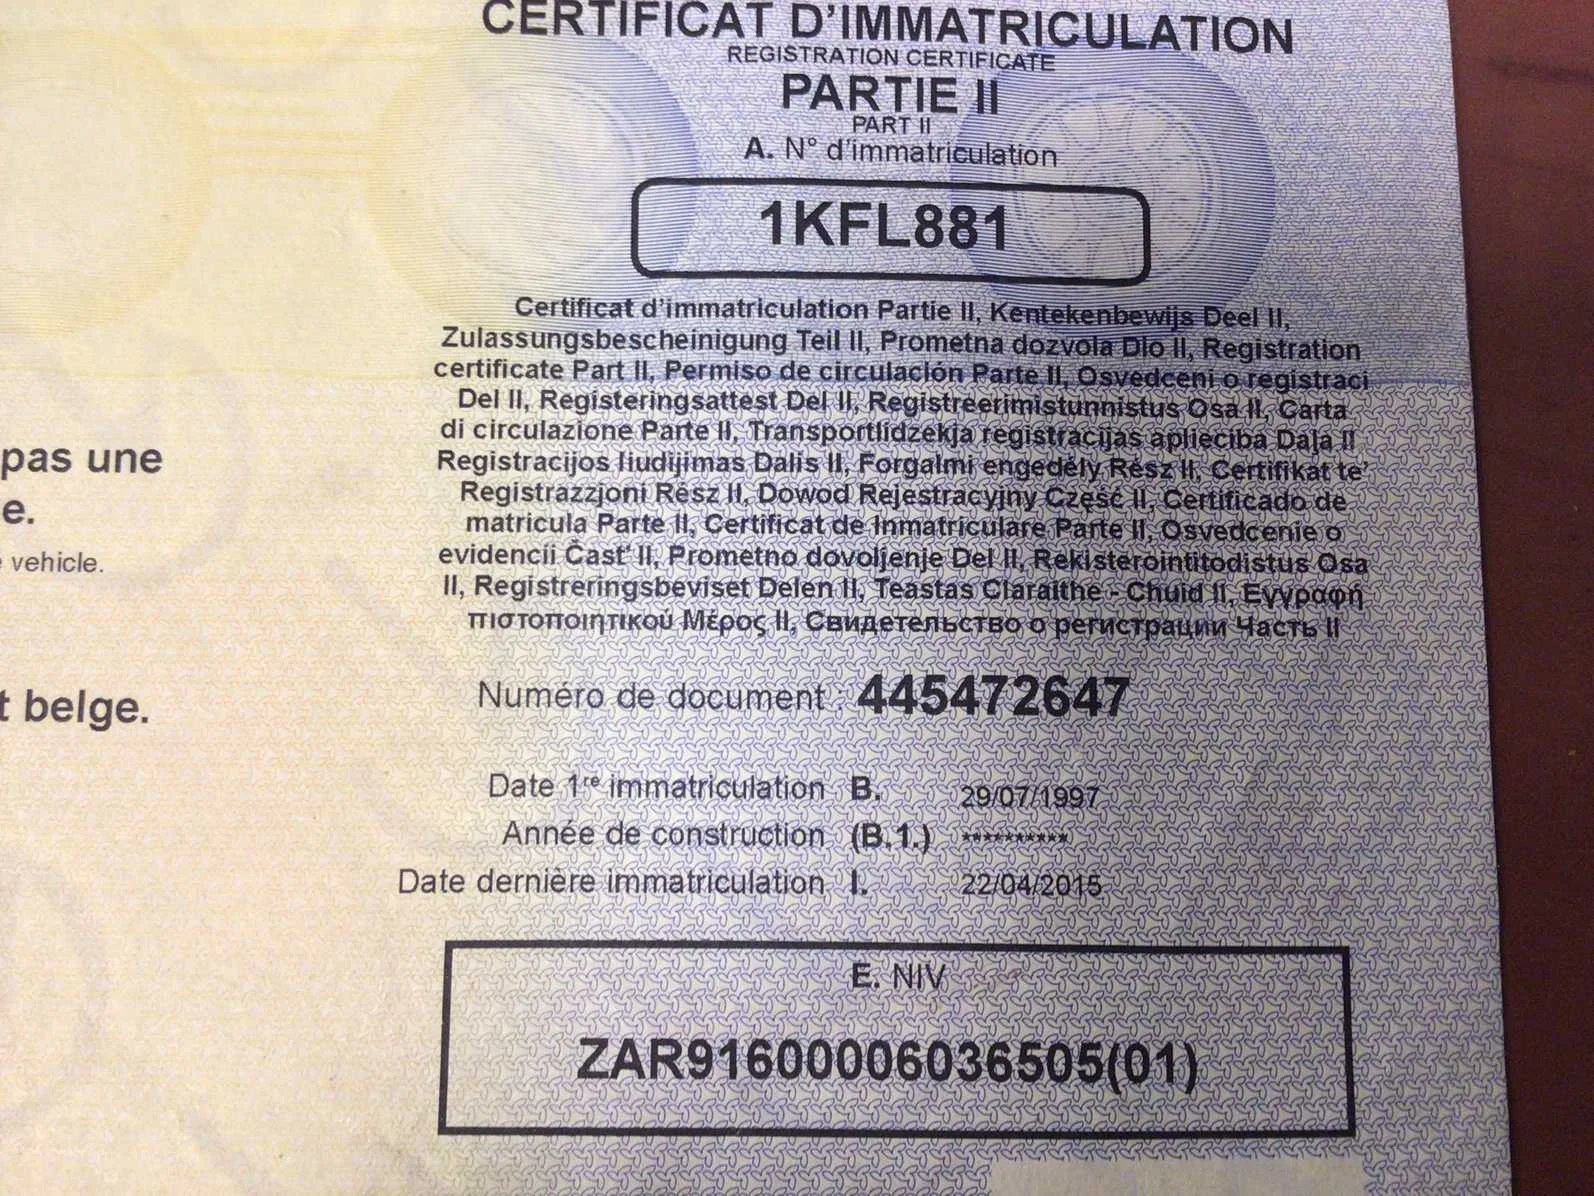 CERTIFICAT D'IMMATRICULATION
REGISTRATION CERTIFICATE
PARTIE II
PART II
A. N° d'immatriculation
1KFL881
Certificat d'immatriculation Partie II, Kentekenbewijs Deel II,
Zulassungsbescheinigung Teil II, Prometna dozvola Dio II, Registration
certificate Part II, Permiso de circulación Parte II, Osvedceni o registraci
Del II, Registeringsattest Del II, Registreerimistunnistus Osa II, Carta
di circulazione Parte II, Transportlidzekja registracijas aplieciba Daļa II
Registracijos liudijimas Dalis II, Forgalmi engedély Rész II, Certifikat te'
Registrazzjoni Rész II, Dowod Rejestracyjny Część II, Certificado de
matricula Parte II, Certificat de Inmatriculare Parte II, Osvedcenie o
evidencii Čast' II, Prometno dovoljenje Del II, Rekisterointitodistus Osa
II, Registreringsbeviset Delen II, Teastas Claraithe - Chuid II, Εγγραφή
πιστοποιητικού Μέρος II, Свидетельство о регистрации Часть II
pas une
e.
vehicle.
t belge.
Numéro de document : 445472647
Date 1re immatriculation B. 29/07/1997
Année de construction (B.1.) **********
Date dernière immatriculation I. 22/04/2015
E. NIV
ZAR91600006036505(01)